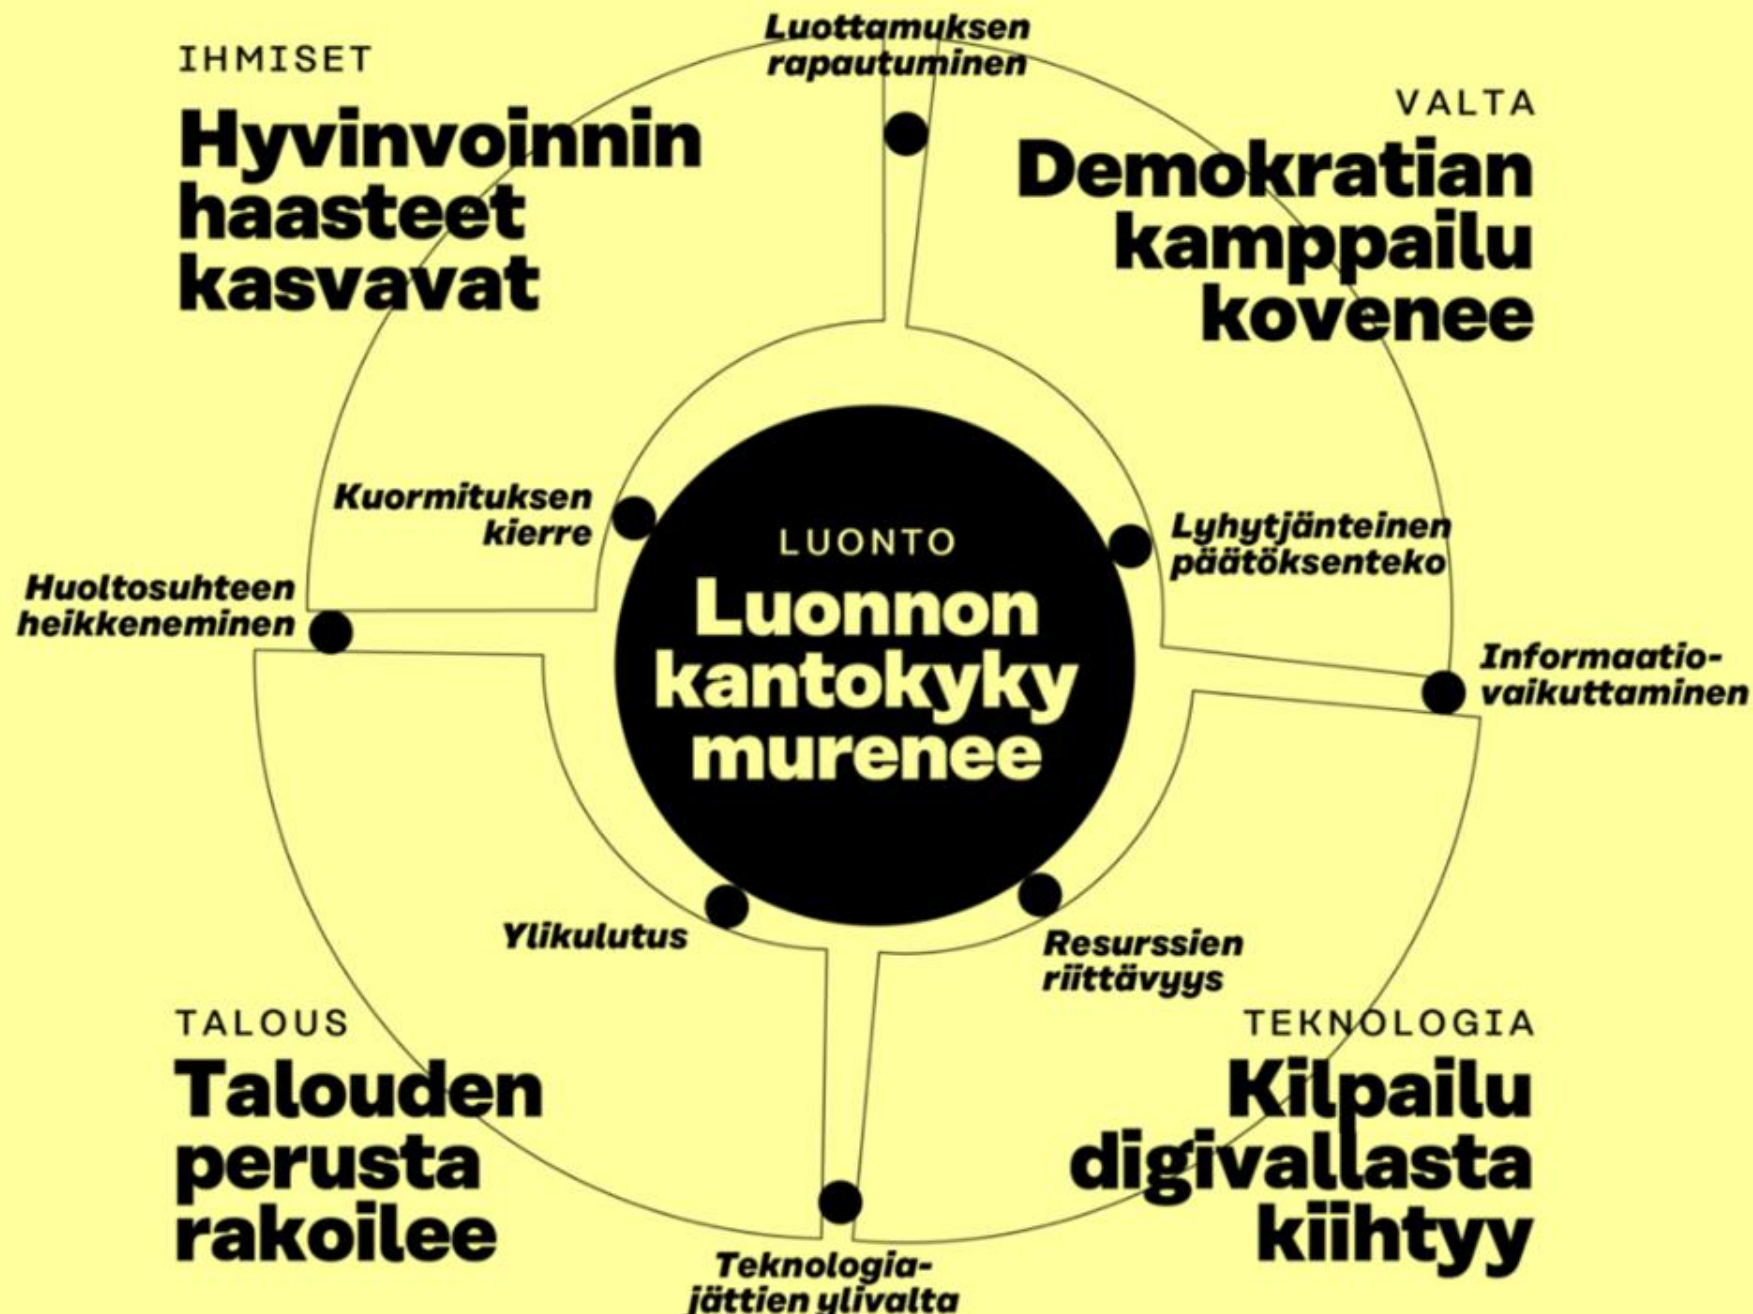 Luottamuksen
rapautuminen
IHMISET
Hyvinvoinnin
haasteet
kasvavat
VALTA
Demokratian
kamppailu
kovenee
Kuormituksen
kierre
Lyhytjänteinen
päätöksenteko
Huoltosuhteen
heikkeneminen
LUONTO
Luonnon
kantokyky
murenee
Informaatio-
vaikuttaminen
Ylikulutus
Resurssien
riittävyys
TALOUS
Talouden
perusta
rakoilee
TEKNOLOGIA
Kilpailu
digivallasta
kiihtyy
Teknologia-
jättien ylivalta